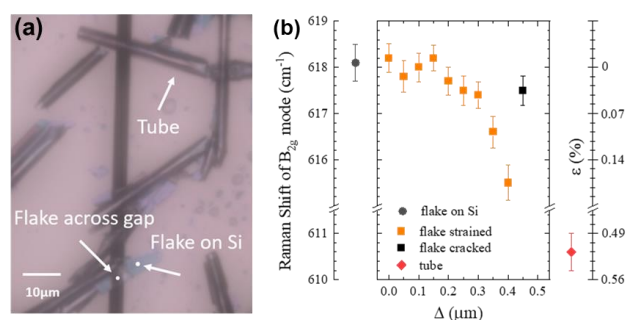 (a)
Tube
Flake across gap
Flake on Si
10μm
(b)
Raman Shift of B2g mode (cm-1)
619
618
617
616
611
610
flake on Si
flake strained
flake cracked
tube
0.0 0.1 0.2 0.3 0.4 0.5
Δ (μm)
0
0.07
0.14
0.49
0.56
ε (%)